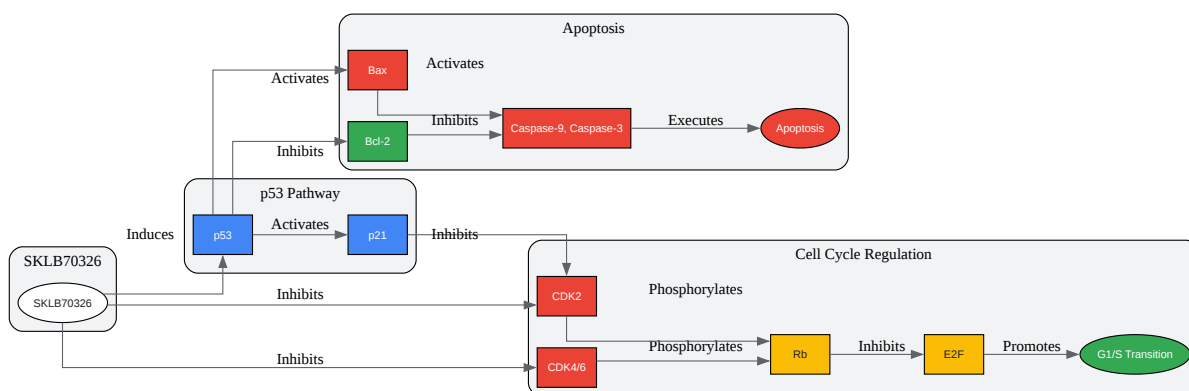 Apoptosis
Bax
Activates
Activates
Caspase-9, Caspase-3
Executes
Apoptosis
Inhibits
Bcl-2
Inhibits
p53 Pathway
Induces
p53
Activates
p21
Inhibits
SKLB70326
SKLB70326
Cell Cycle Regulation
Inhibits
CDK2
Phosphorylates
Inhibits
CDK4/6
Phosphorylates
Rb
Inhibits
E2F
Promotes
G1/S Transition